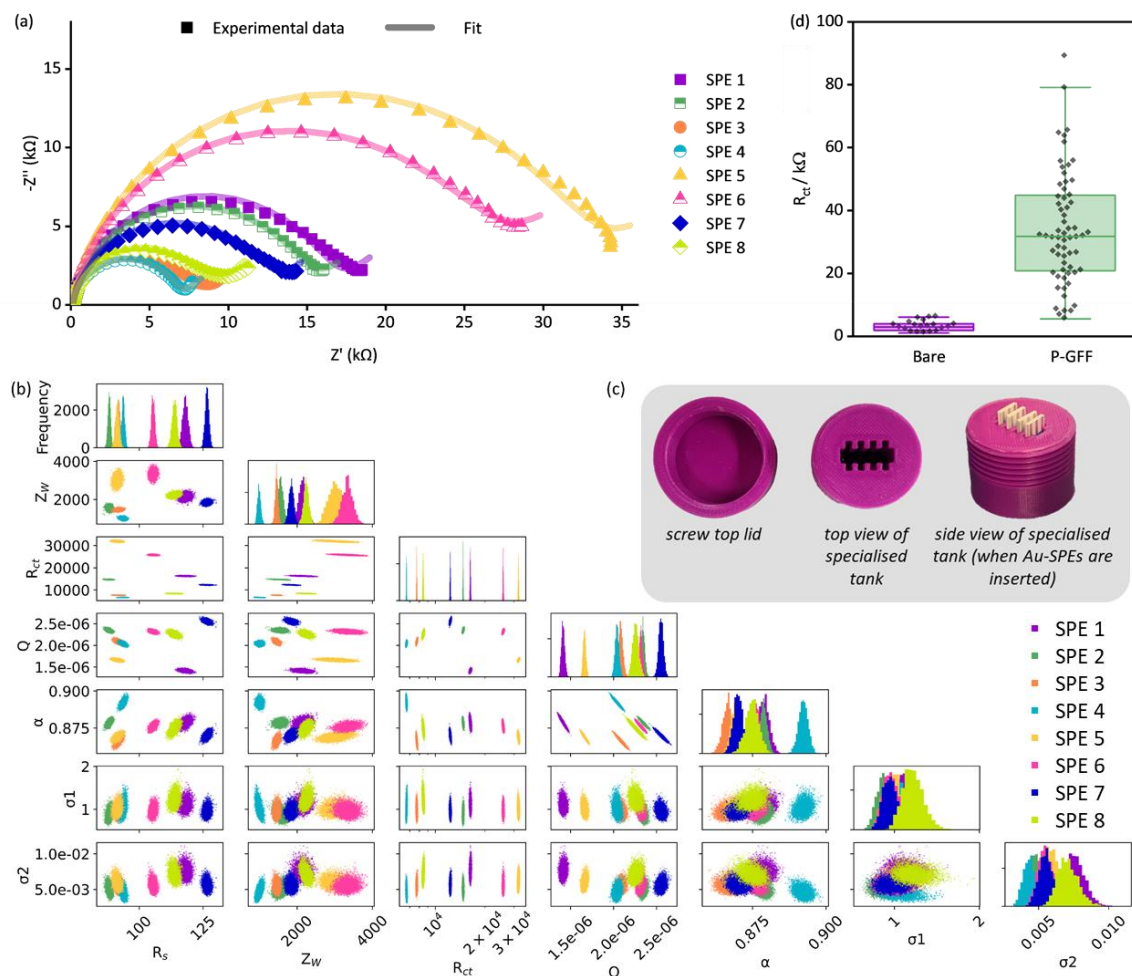 (a)
Experimental data
Fit
-Z'' (kΩ)
15
10
5
0
0
5
10
15
20
25
30
35
Z' (kΩ)
SPE 1
SPE 2
SPE 3
SPE 4
SPE 5
SPE 6
SPE 7
SPE 8
(d)
R_ct / kΩ
100
80
60
40
20
0
Bare
P-GFF
(b)
Frequency
2000
0
Z_W
4000
2000
R_ct
30000
20000
10000
Q
2.5e-06
2.0e-06
1.5e-06
α
0.900
0.875
σ1
2
1
σ2
1.0e-02
5.0e-03
100
125
R_s
2000
4000
Z_W
10⁴
2 × 10⁴
3 × 10⁴
R_ct
1.5e-06
2.0e-06
2.5e-06
Q
0.875
0.900
α
1
2
σ1
0.005
0.010
σ2
(c)
screw top lid
top view of
specialised
tank
side view of specialised
tank (when Au-SPEs are
inserted)
SPE 1
SPE 2
SPE 3
SPE 4
SPE 5
SPE 6
SPE 7
SPE 8